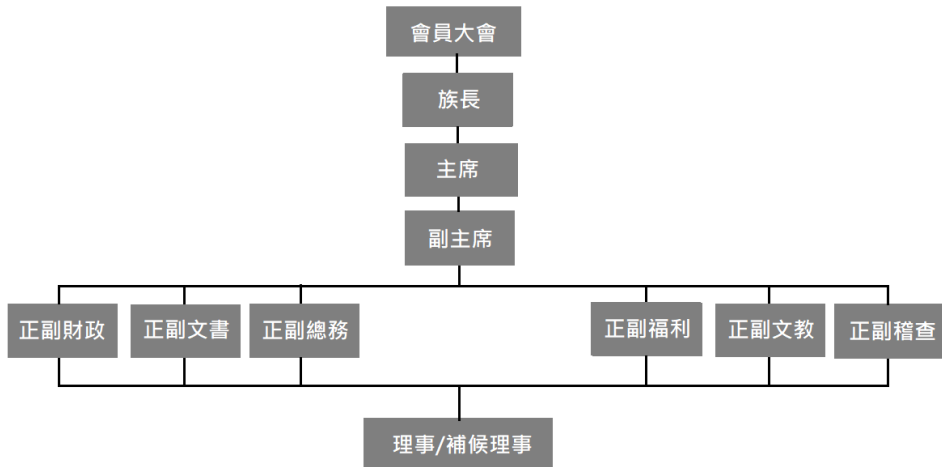 會員大會
族長
主席
副主席
正副財政
正副文書
正副總務
正副福利
正副文教
正副稽查
理事/補候理事